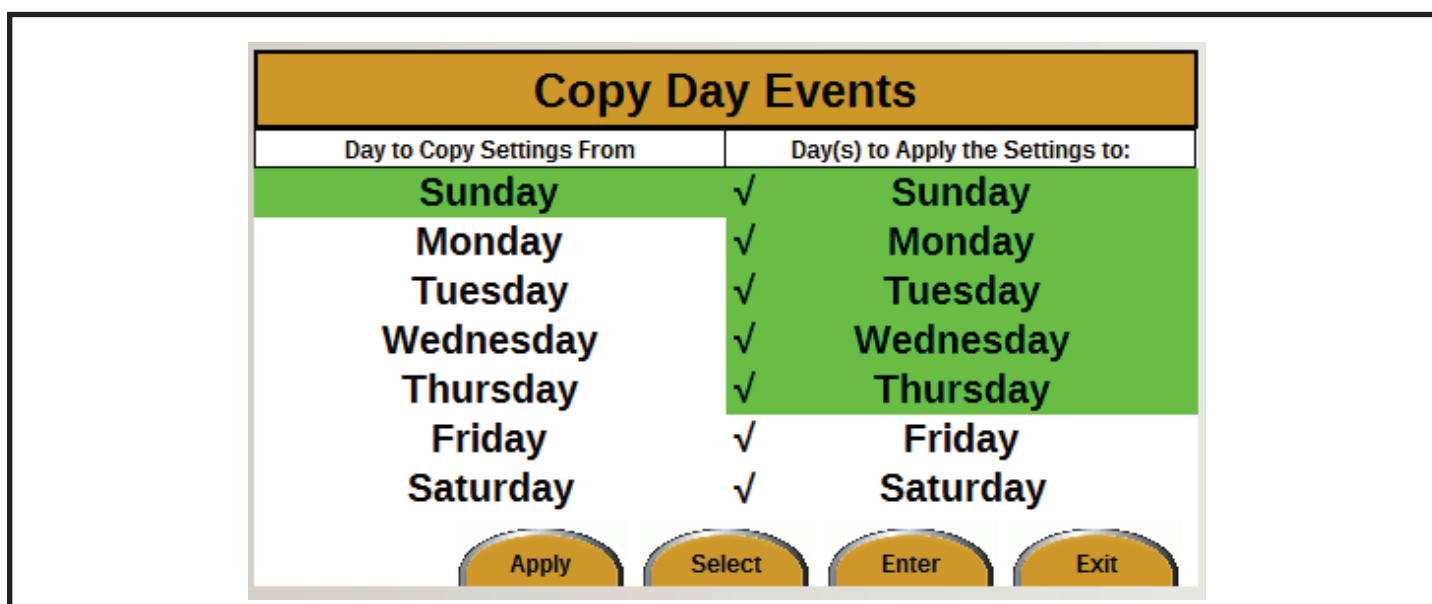 Copy Day Events
Day to Copy Settings From Day(s) to Apply the Settings to:
Sunday √ Sunday
Monday √ Monday
Tuesday √ Tuesday
Wednesday √ Wednesday
Thursday √ Thursday
Friday √ Friday
Saturday √ Saturday
Apply Select Enter Exit